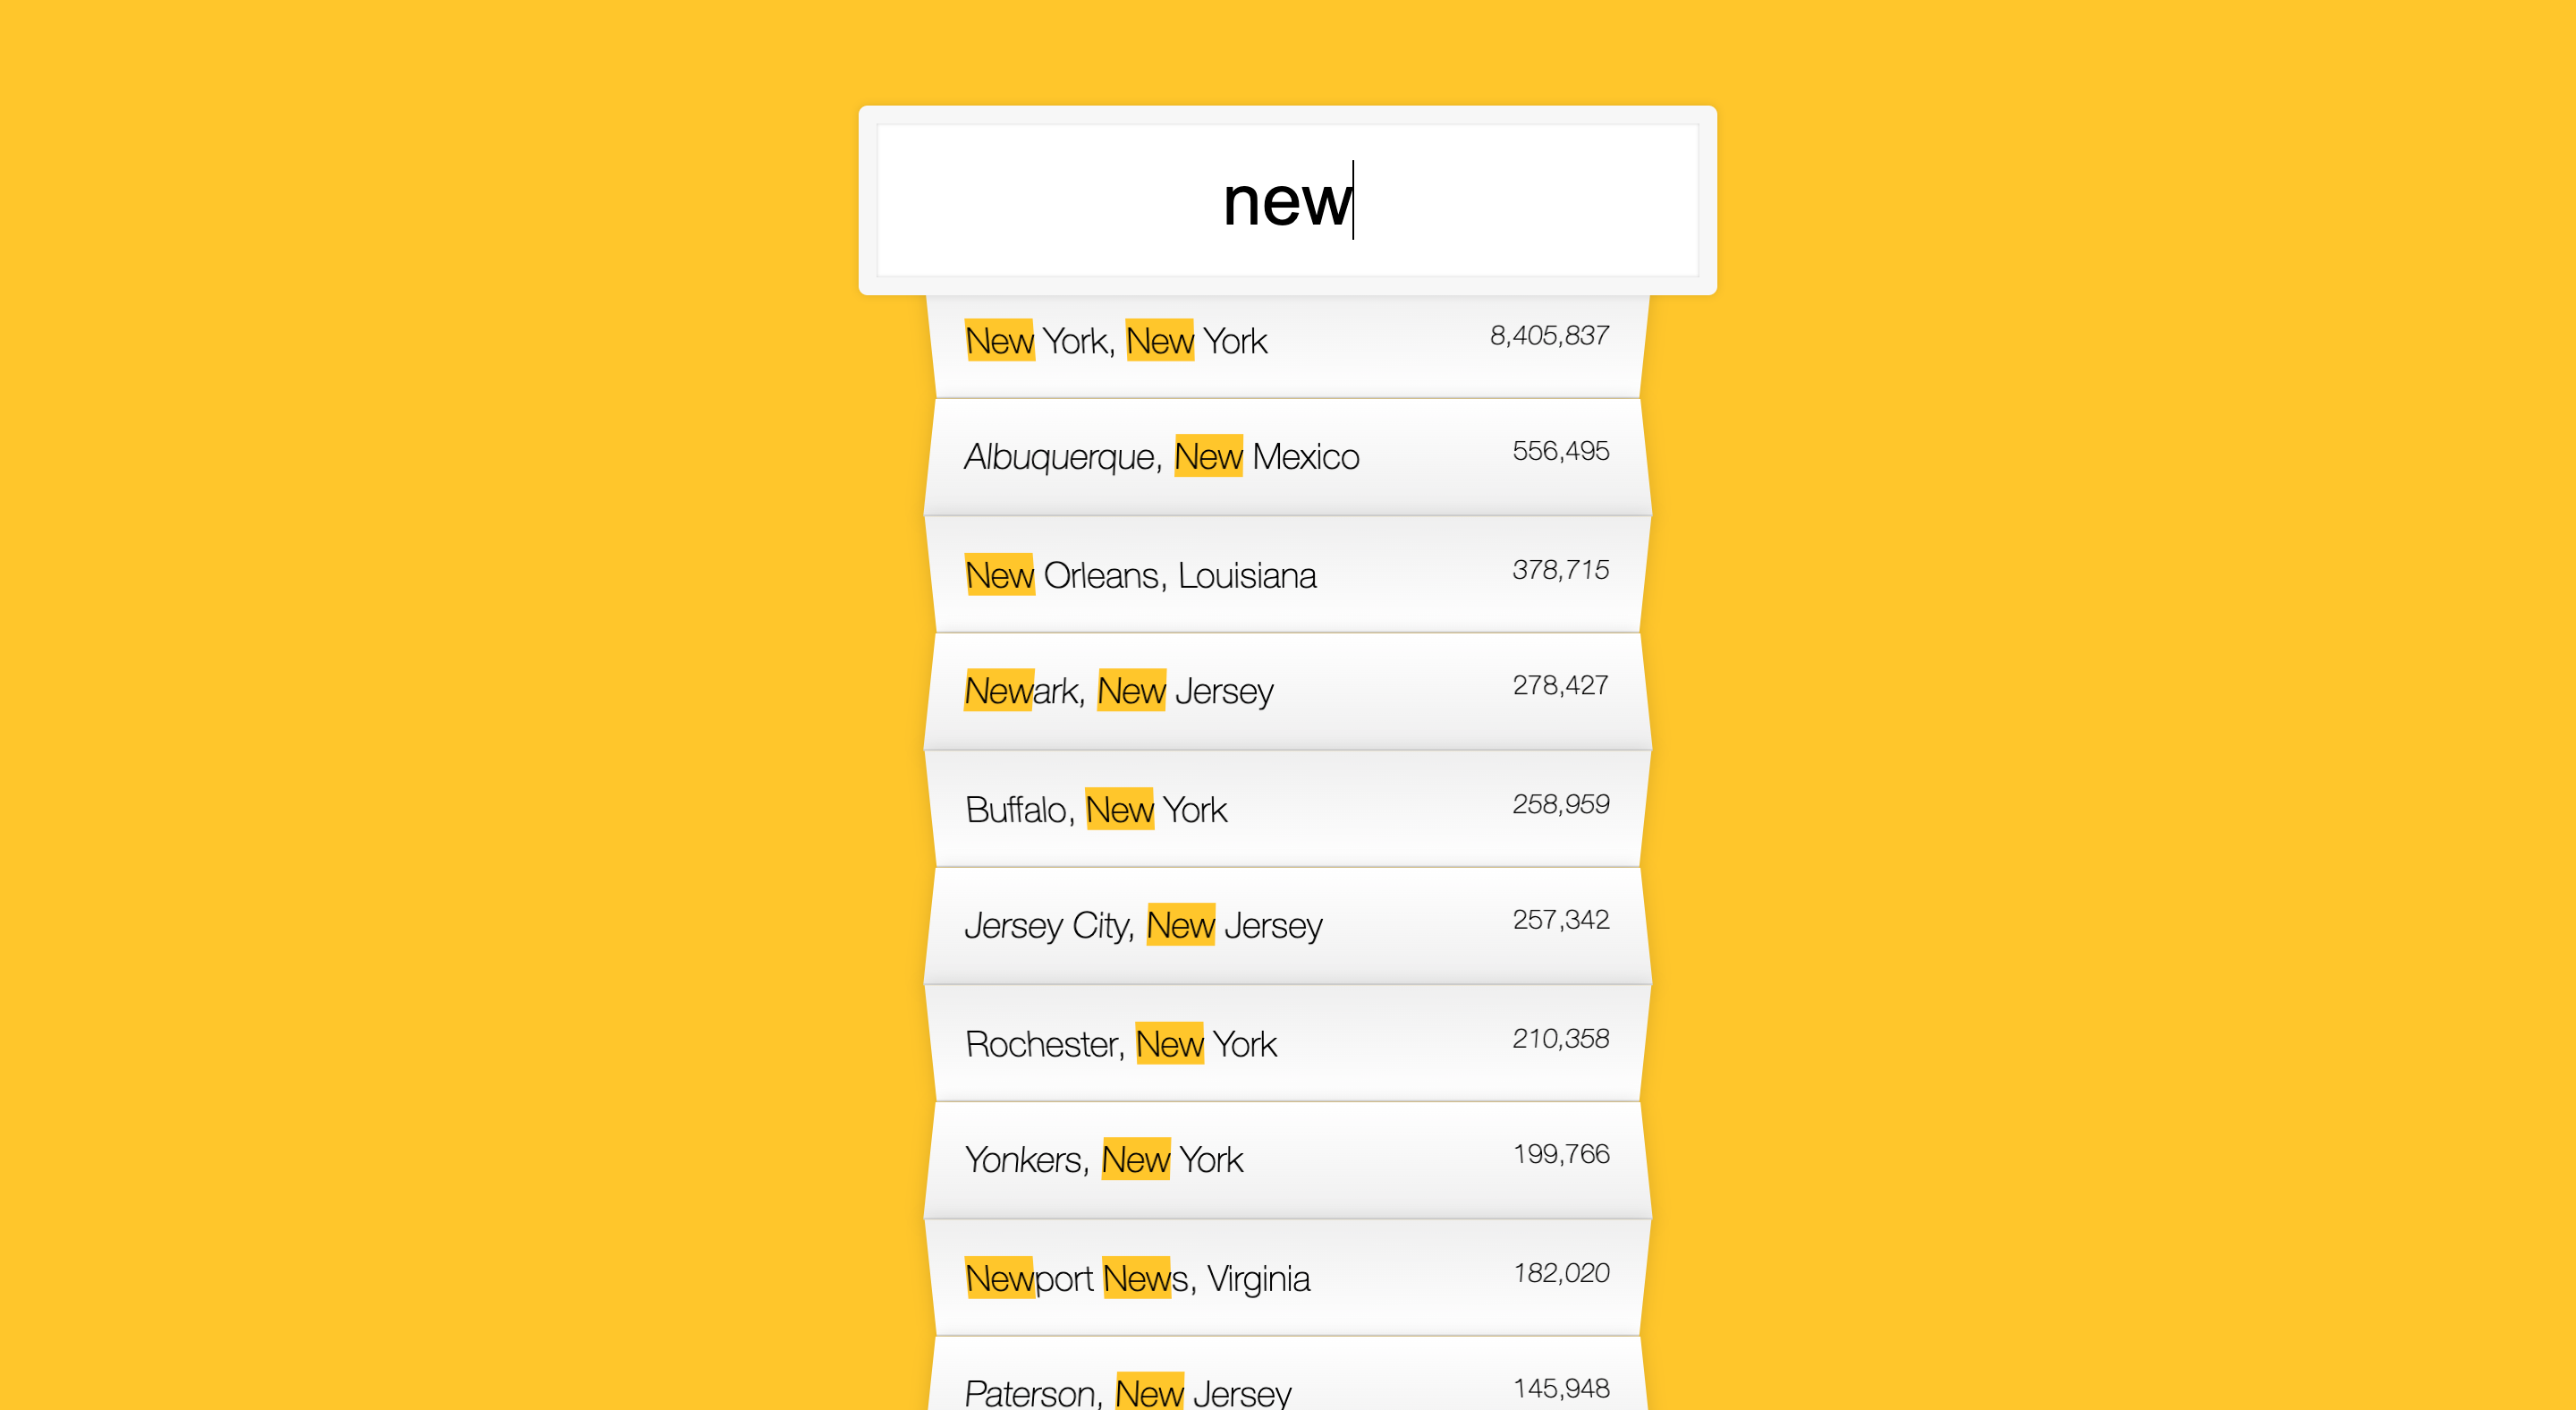 new
New York, New York 8,405,837
Albuquerque, New Mexico 556,495
New Orleans, Louisiana 378,715
Newark, New Jersey 278,427
Buffalo, New York 258,959
Jersey City, New Jersey 257,342
Rochester, New York 210,358
Yonkers, New York 199,766
Newport News, Virginia 182,020
Paterson, New Jersey 145,948